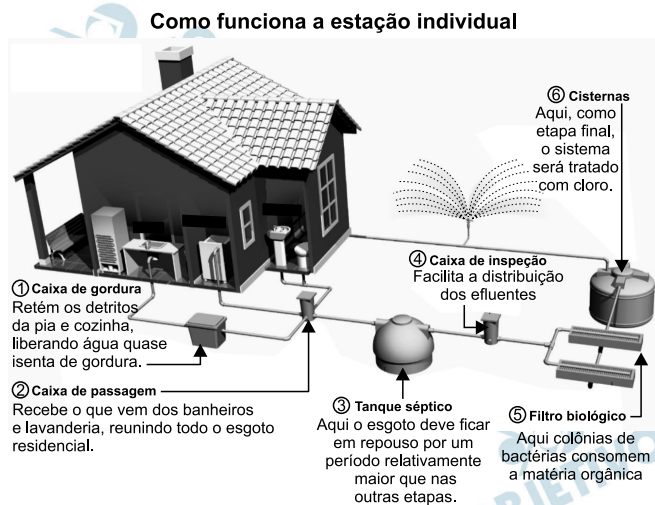 Como funciona a estação individual
⑥ Cisternas
Aqui, como
etapa final,
o sistema
será tratado
com cloro.
① Caixa de gordura
Retém os detritos
da pia e cozinha,
liberando água quase
isenta de gordura.
② Caixa de passagem
Recebe o que vem dos banheiros
e lavanderia, reunindo todo o esgoto
residencial.
③ Tanque séptico
Aqui o esgoto deve ficar
em repouso por um
período relativamente
maior que nas
outras etapas.
④ Caixa de inspeção
Facilita a distribuição
dos efluentes
⑤ Filtro biológico
Aqui colônias de
bactérias consomem
a matéria orgânica
OBJETIVO